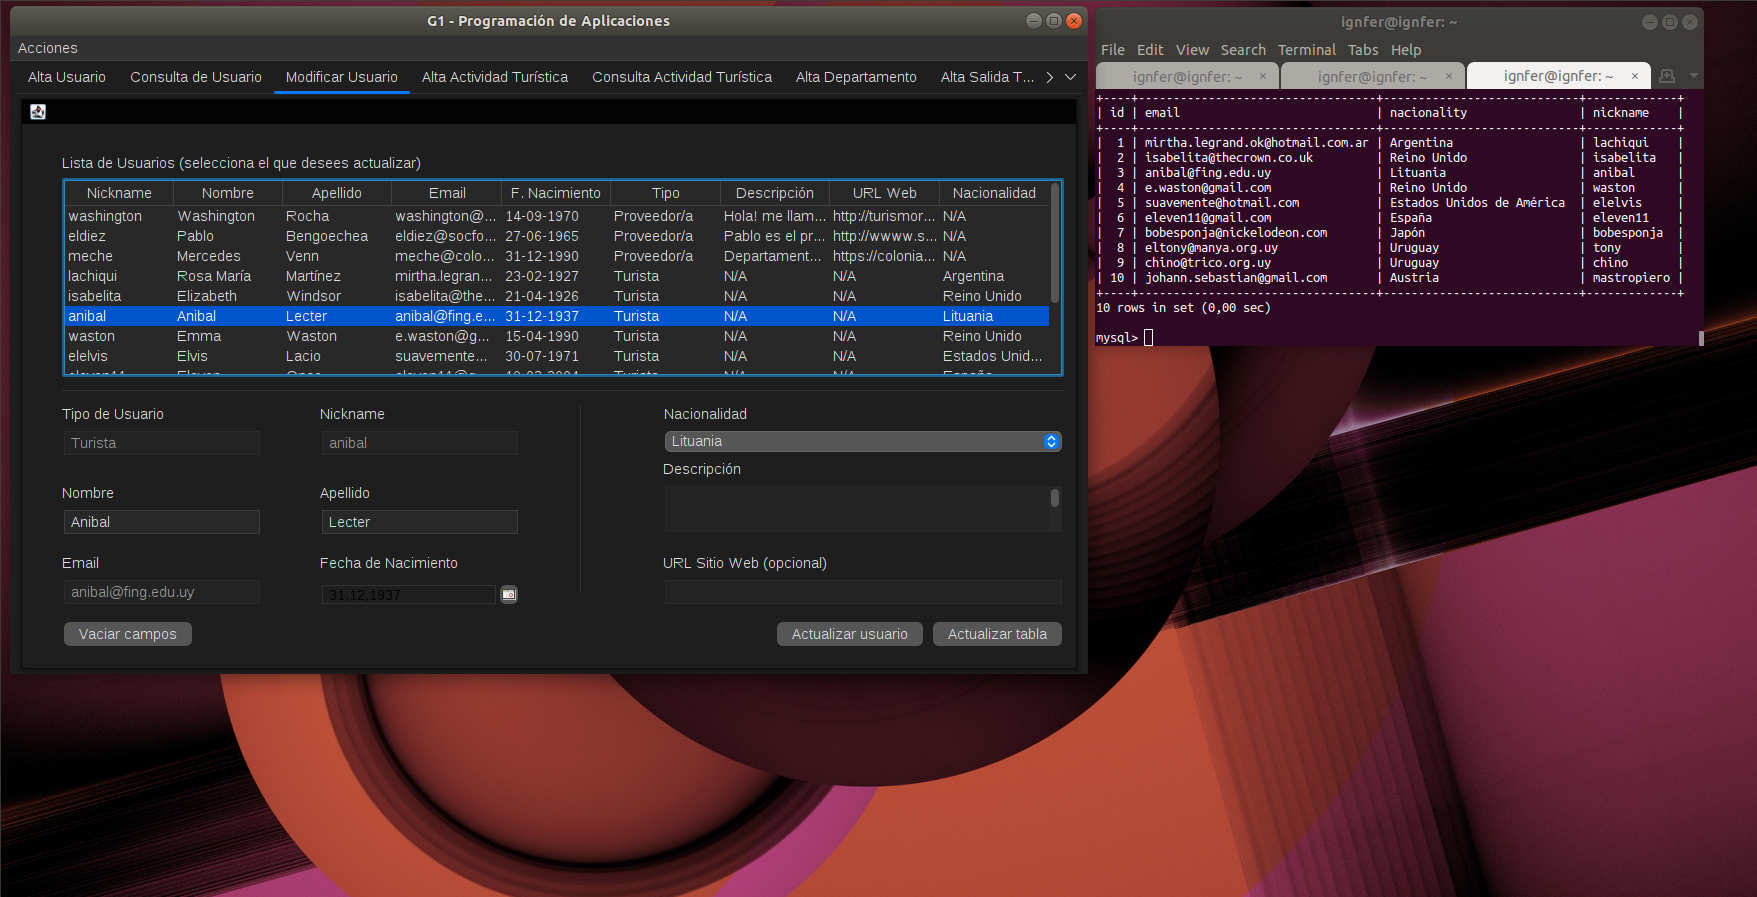 G1 - Programación de Aplicaciones
Acciones
Alta Usuario Consulta de Usuario Modificar Usuario Alta Actividad Turística Consulta Actividad Turística Alta Departamento Alta Salida T...
Lista de Usuarios (selecciona el que desees actualizar)
Nickname Nombre Apellido Email F. Nacimiento Tipo Descripción URL Web Nacionalidad
washington Washington Rocha washington@... 14-09-1970 Proveedor/a Hola! me llam... http://turismor... N/A
eldiez Pablo Bengoechea eldiez@socfo... 27-06-1965 Proveedor/a Pablo es el pr... http://wwww.s... N/A
meche Mercedes Venn meche@colo... 31-12-1990 Proveedor/a Departament... https://colonia... N/A
lachiqui Rosa María Martínez mirtha.legran... 23-02-1927 Turista N/A N/A Argentina
isabelita Elizabeth Windsor isabelita@the... 21-04-1926 Turista N/A N/A Reino Unido
anibal Anibal Lecter anibal@fing.e... 31-12-1937 Turista N/A N/A Lituania
waston Emma Waston e.waston@g... 15-04-1990 Turista N/A N/A Reino Unido
elelvis Elvis Lacio suavemente... 30-07-1971 Turista N/A N/A Estados Unid...
Turista N/A N/A España
Tipo de Usuario Nickname Nacionalidad
Turista anibal Lituania
Descripción
Nombre Apellido
Anibal Lecter
Email Fecha de Nacimiento URL Sitio Web (opcional)
anibal@fing.edu.uy 31,12,1937
Vaciar campos Actualizar usuario Actualizar tabla
ignfer@ignfer: ~
File Edit View Search Terminal Tabs Help
ignfer@ignfer: ~ × ignfer@ignfer: ~ × ignfer@ignfer: ~ ×
+----+--------------------------------+---------------------------+-------------+
| id | email | nacionality | nickname |
+----+--------------------------------+---------------------------+-------------+
| 1 | mirtha.legrand.ok@hotmail.com.ar | Argentina | lachiqui |
| 2 | isabelita@thecrown.co.uk | Reino Unido | isabelita |
| 3 | anibal@fing.edu.uy | Lituania | anibal |
| 4 | e.waston@gmail.com | Reino Unido | waston |
| 5 | suavemente@hotmail.com | Estados Unidos de América | elelvis |
| 6 | eleven11@gmail.com | España | eleven11 |
| 7 | bobesponja@nickelodeon.com | Japón | bobesponja |
| 8 | eltony@manya.org.uy | Uruguay | tony |
| 9 | chino@trico.org.uy | Uruguay | chino |
| 10 | johann.sebastian@gmail.com | Austria | mastropiero |
+----+--------------------------------+---------------------------+-------------+
10 rows in set (0,00 sec)
mysql>